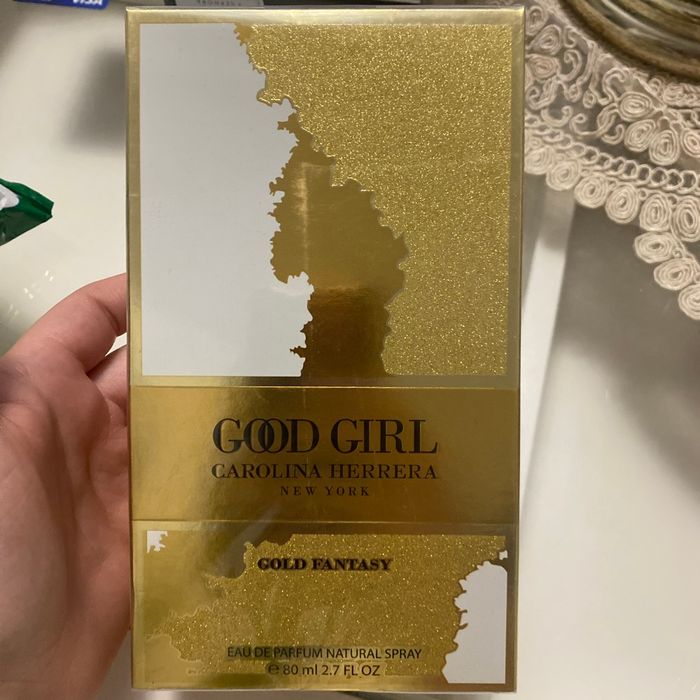 VISA
GOOD GIRL
CAROLINA HERRERA
NEW YORK
GOLD FANTASY
EAU DE PARFUM NATURAL SPRAY
℮ 80 ml 2.7 FL OZ